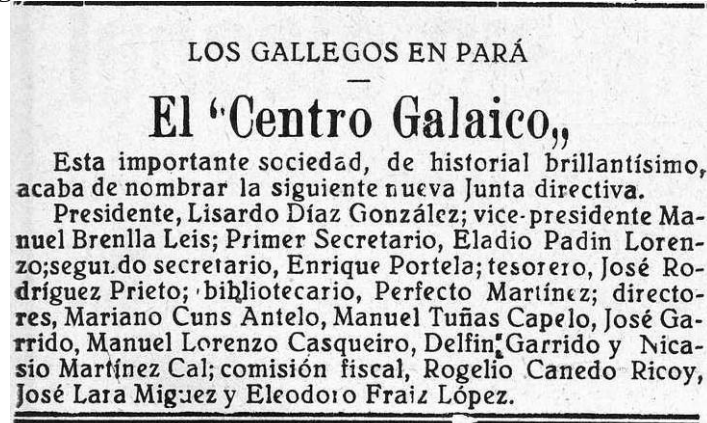 LOS GALLEGOS EN PARÁ
El "Centro Galaico„
Esta importante sociedad, de historial brillantísimo,
acaba de nombrar la siguiente nueva Junta directiva.
Presidente, Lisardo Díaz González; vice-presidente Ma-
nuel Brenlla Leis; Primer Secretario, Eladio Padin Loren-
zo;segundo secretario, Enrique Portela; tesorero, José Ro-
dríguez Prieto; bibliotecario, Perfecto Martínez; directo-
res, Mariano Cuns Antelo, Manuel Tuñas Capelo, José Ga-
rrido, Manuel Lorenzo Casqueiro, Delfin Garrido y Nica-
sio Martínez Cal; comisión fiscal, Rogelio Canedo Ricoy,
José Lara Miguez y Eleodoro Fraiz López.